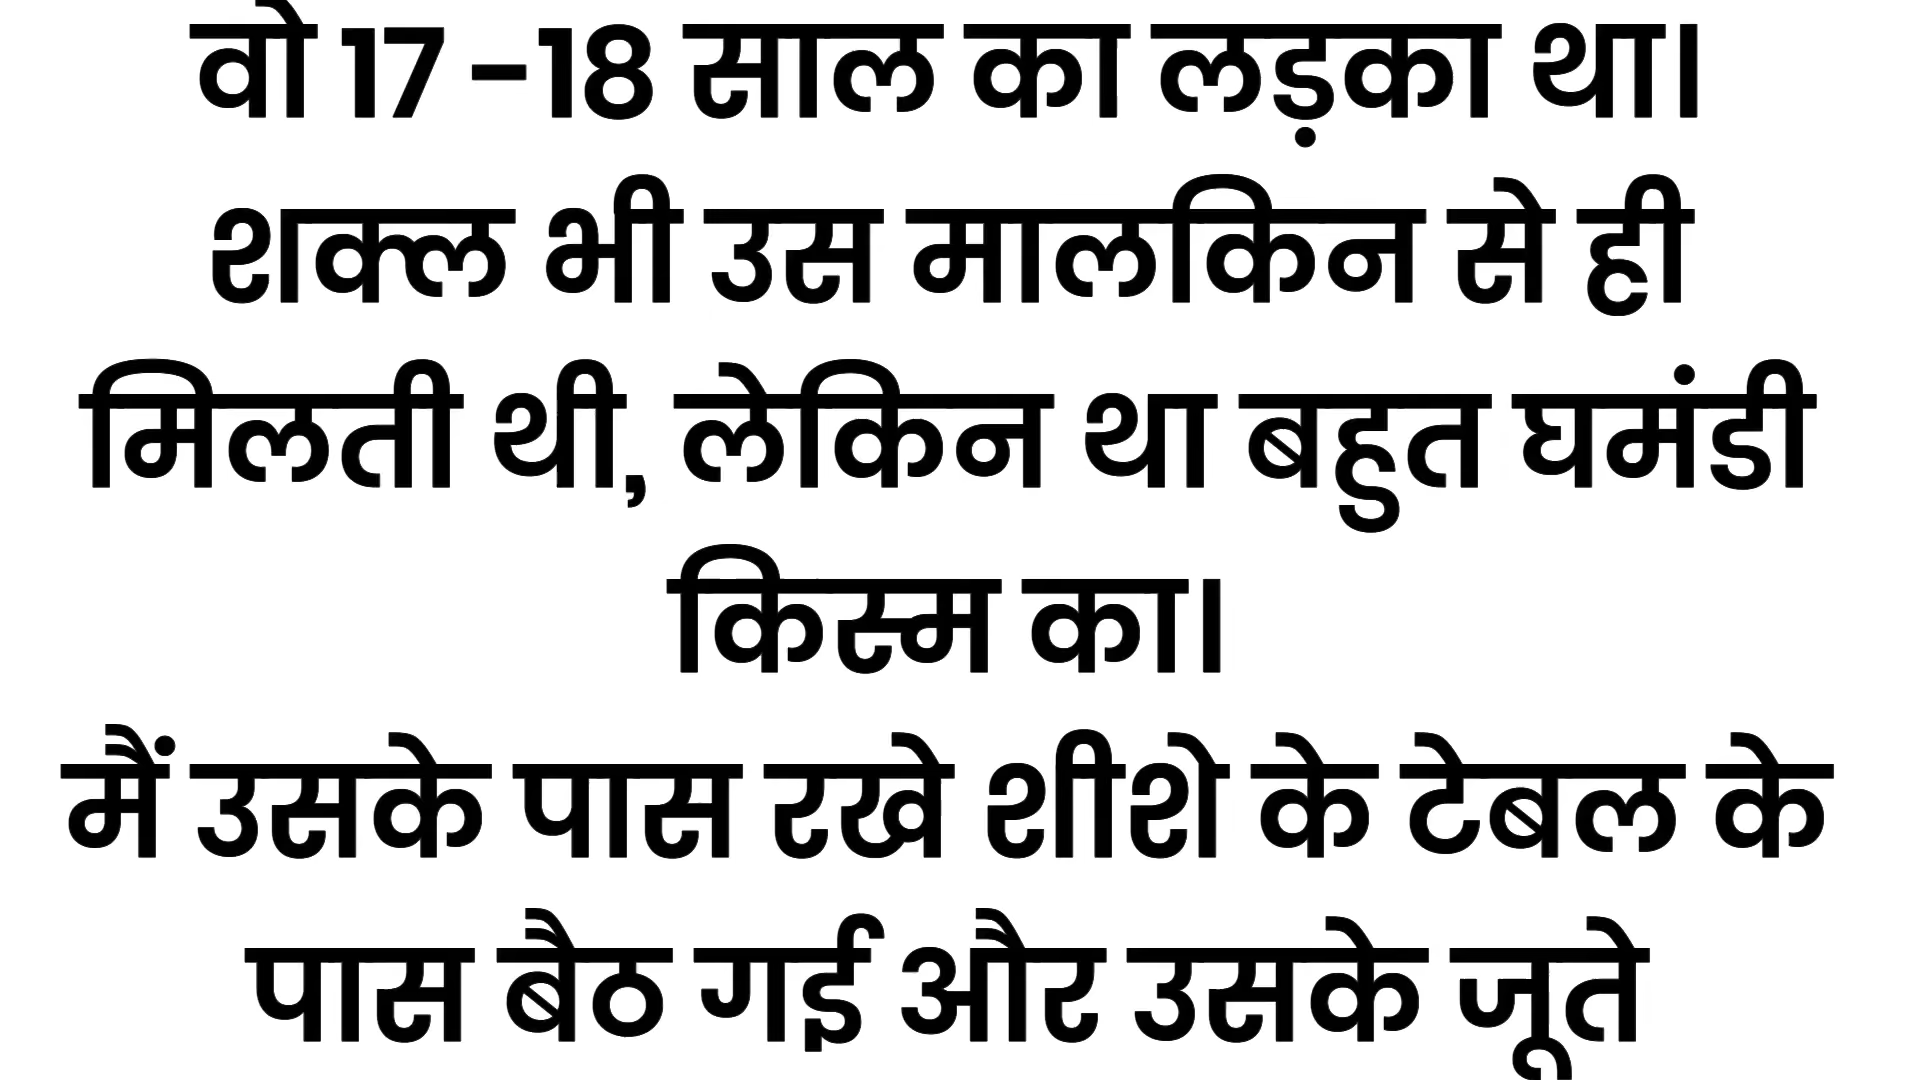 वो 17 -18 साल का लड़का था।
शक्ल भी उस मालकिन से ही
मिलती थी, लेकिन था बहुत घमंडी
किस्म का।
मैं उसके पास रखे शीशे के टेबल के
पास बैठ गई और उसके जूते